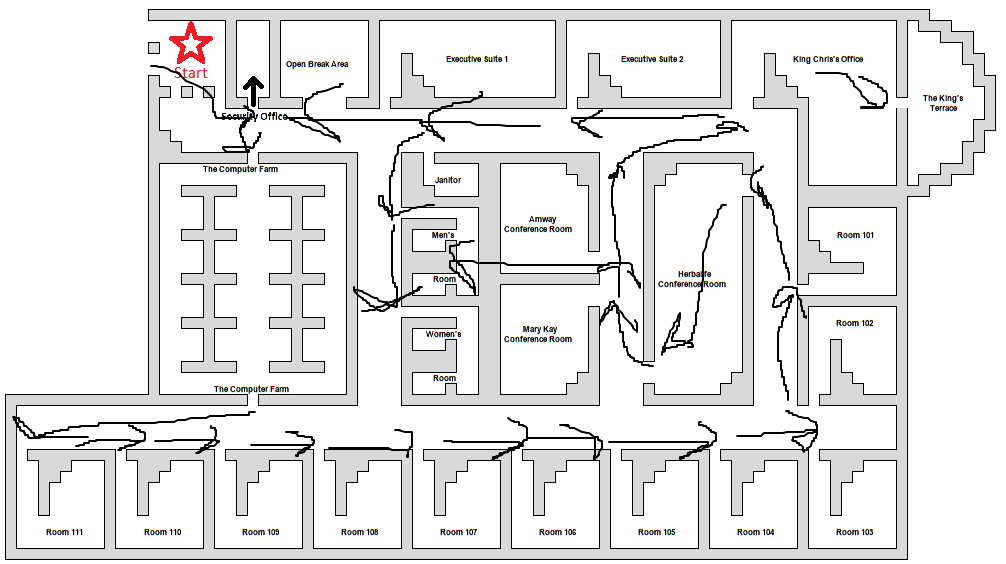 Start
Open Break Area
Executive Suite 1
Executive Suite 2
King Chris's Office
The King's
Terrace
Security Office
The Computer Farm
Janitor
Amway
Conference Room
Men's
Room
Room 101
Herbalife
Conference Room
Room 102
Women's
Room
Mary Kay
Conference Room
The Computer Farm
Room 111
Room 110
Room 109
Room 108
Room 107
Room 106
Room 105
Room 104
Room 103